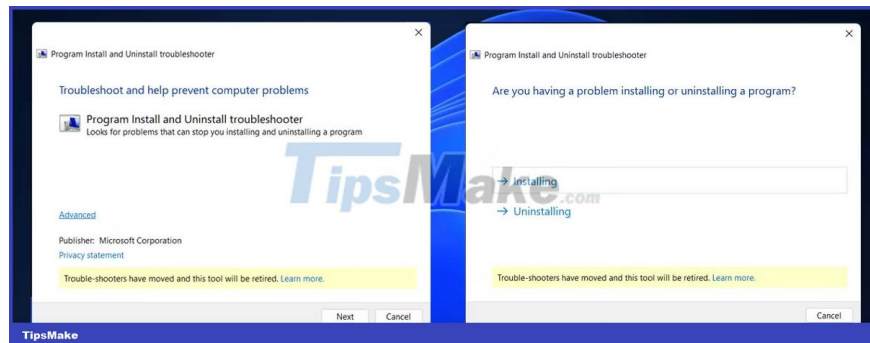 Program Install and Uninstall troubleshooter
Troubleshoot and help prevent computer problems
Program Install and Uninstall troubleshooter
Looks for problems that can stop you installing and uninstalling a program
Advanced
Publisher: Microsoft Corporation
Privacy statement
Trouble-shooters have moved and this tool will be retired. Learn more.
Next Cancel
Program Install and Uninstall troubleshooter
Are you having a problem installing or uninstalling a program?
→ Installing
→ Uninstalling
Trouble-shooters have moved and this tool will be retired. Learn more.
Cancel
TipsMake.com
TipsMake